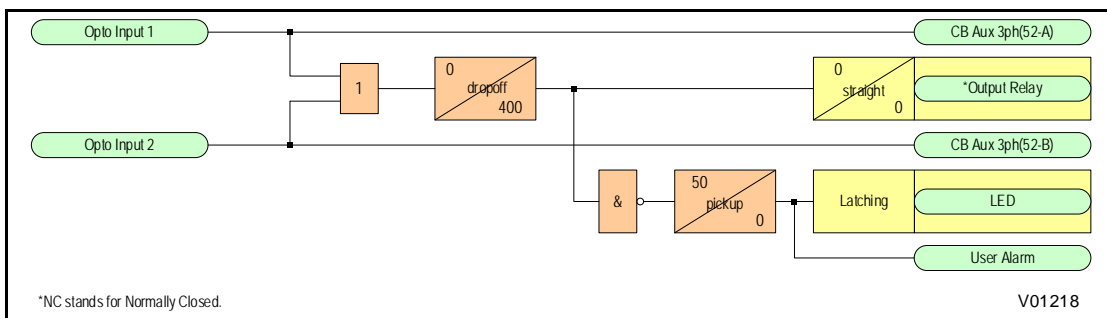 Opto Input 1
CB Aux 3ph(52-A)
1
0
dropoff
400
0
straight
0
*Output Relay
Opto Input 2
CB Aux 3ph(52-B)
&
50
pickup
0
Latching
LED
User Alarm
*NC stands for Normally Closed.
V01218